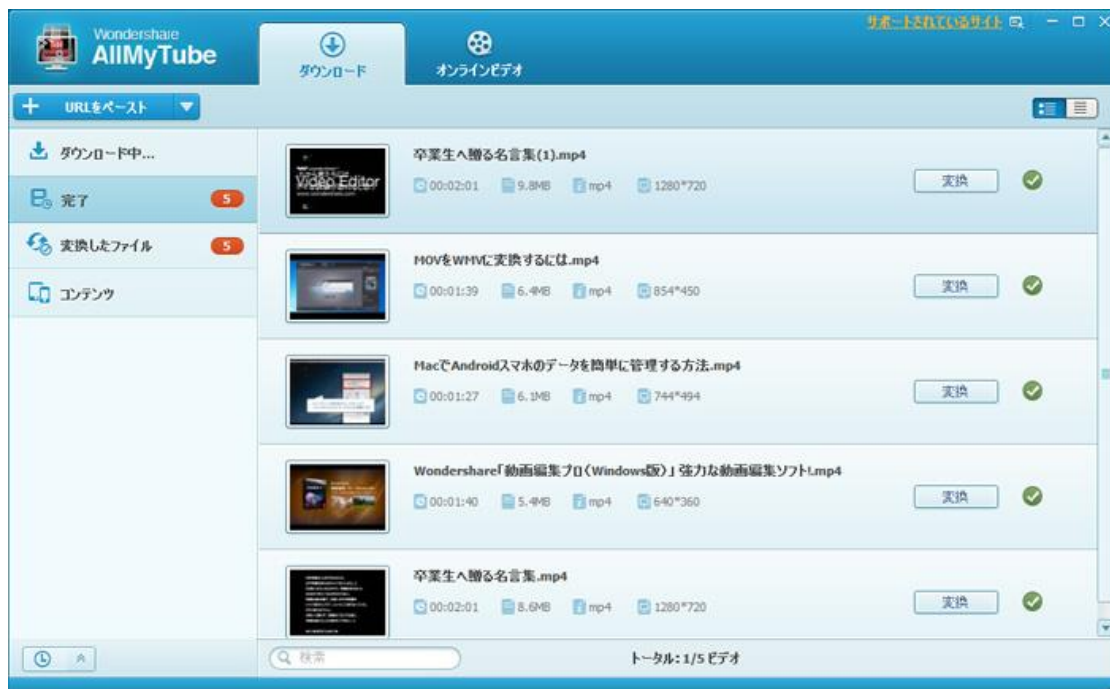 Wondershare
AllMyTube
ダウンロード
オンラインビデオ
サポートされているサイト
URLをペースト
ダウンロード中...
完了
5
変換したファイル
5
コンテンツ
Video Editor
卒業生へ贈る名言集(1).mp4
00:02:01 9.8MB mp4 1280*720
変換
MOVをWMVに変換するには.mp4
00:01:39 6.4MB mp4 854*450
変換
MacでAndroidスマホのデータを簡単に管理する方法.mp4
00:01:27 6.1MB mp4 744*494
変換
Wondershare「動画編集プロ(Windows版)」強力な動画編集ソフト!.mp4
00:01:40 5.4MB mp4 640*360
変換
卒業生へ贈る名言集.mp4
00:02:01 8.6MB mp4 1280*720
変換
検索
トータル:1/5 ビデオ